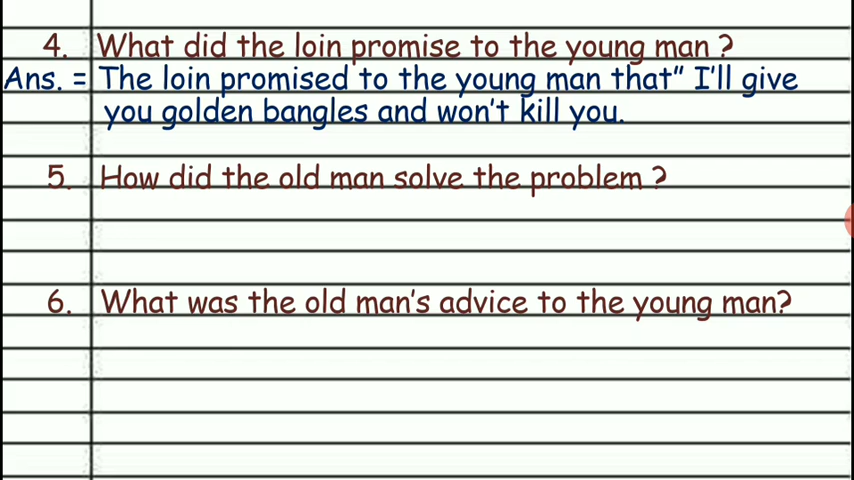 4. What did the loin promise to the young man ?
Ans. = The loin promised to the young man that" I'll give
you golden bangles and won't kill you.
5. How did the old man solve the problem ?
6. What was the old man's advice to the young man?